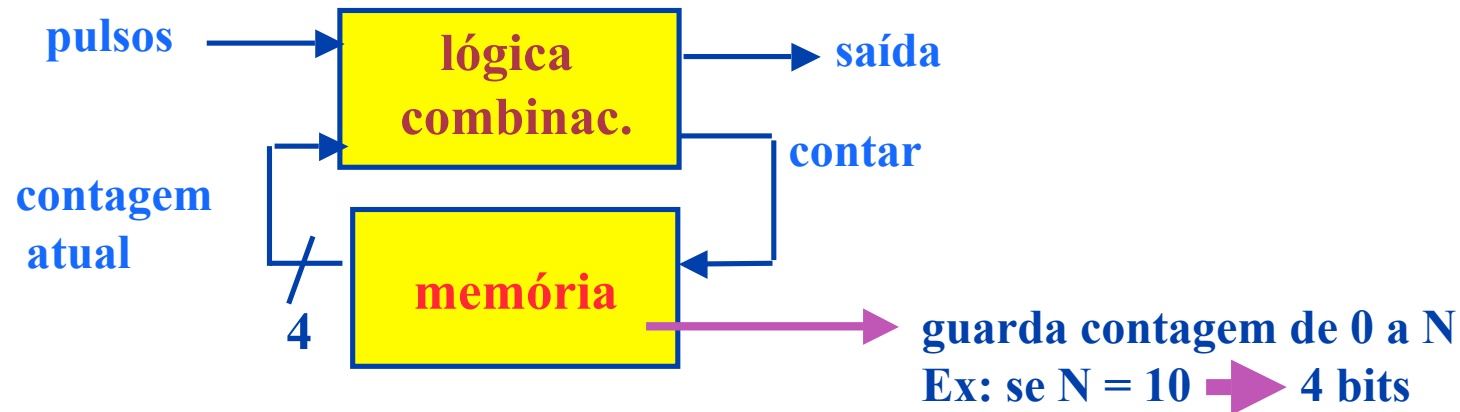 pulsos
lógica
combinac.
saída
contar
contagem
atual
4
memória
guarda contagem de 0 a N
Ex: se N = 10 4 bits